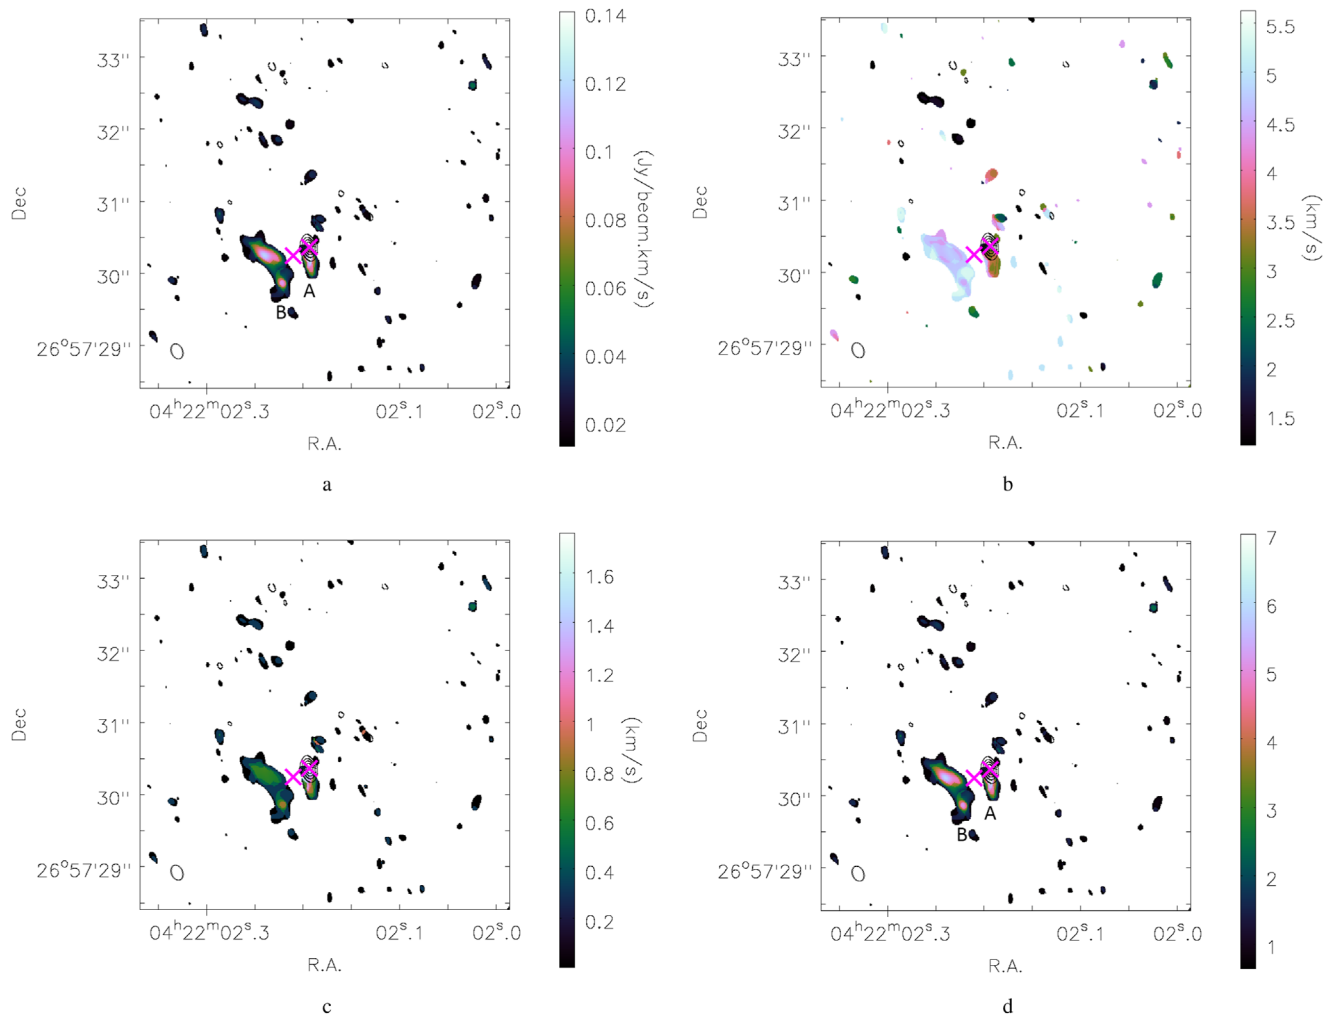 33''
32''
31''
30''
26°57'29''
Dec
04ʰ22ᵐ02ˢ.3
02ˢ.1
02ˢ.0
R.A.
B
A
0.14
0.12
0.1
0.08
0.06
0.04
0.02
(Jy/beam.km/s)
a
33''
32''
31''
30''
26°57'29''
Dec
04ʰ22ᵐ02ˢ.3
02ˢ.1
02ˢ.0
R.A.
5.5
5
4.5
4
3.5
3
2.5
2
1.5
(km/s)
b
33''
32''
31''
30''
26°57'29''
Dec
04ʰ22ᵐ02ˢ.3
02ˢ.1
02ˢ.0
R.A.
1.6
1.4
1.2
1
0.8
0.6
0.4
0.2
(km/s)
c
33''
32''
31''
30''
26°57'29''
Dec
04ʰ22ᵐ02ˢ.3
02ˢ.1
02ˢ.0
R.A.
B
A
7
6
5
4
3
2
1
d